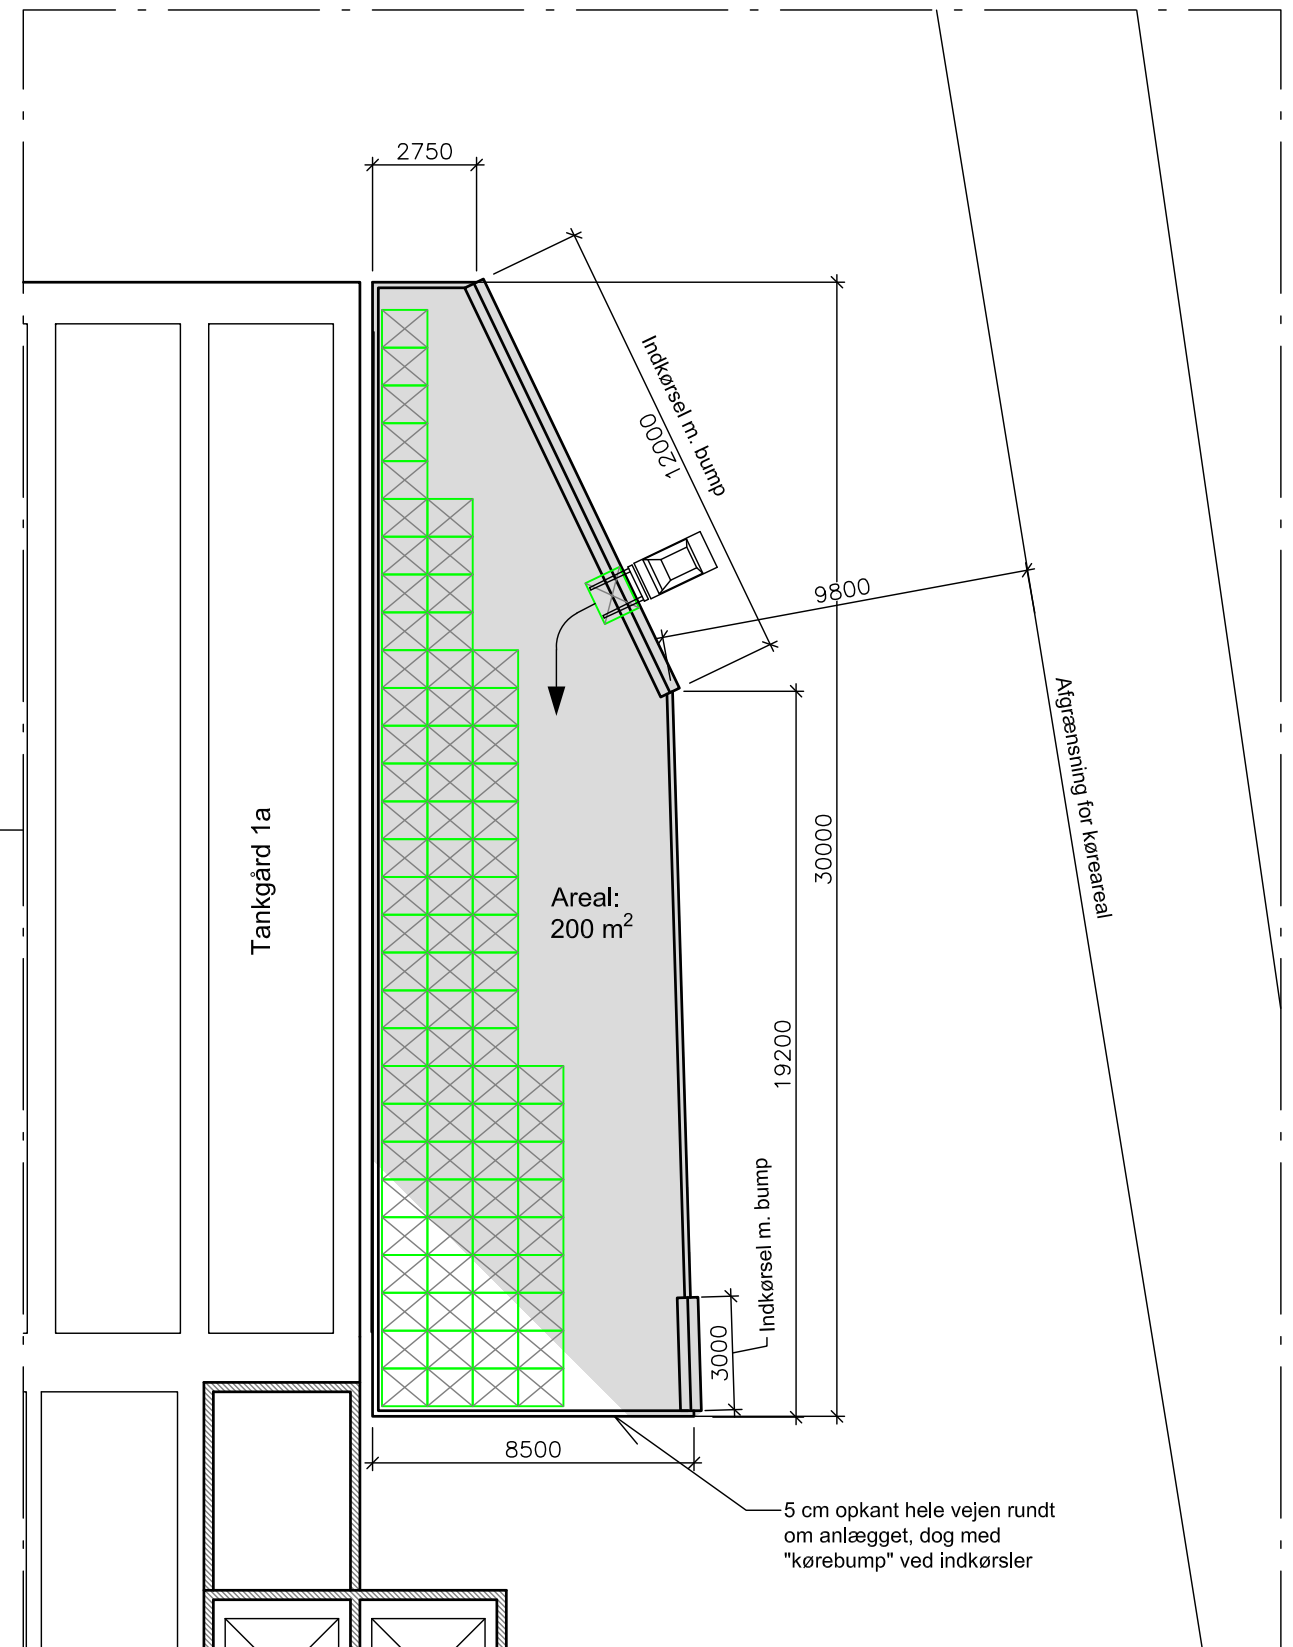 2750
Indkørsel m. bump
12000
9800
Afgrænsning for køreareal
30000
Tankgård 1a
Areal:
200 m²
19200
Indkørsel m. bump
3000
8500
5 cm opkant hele vejen rundt
om anlægget, dog med
"kørebump" ved indkørsler